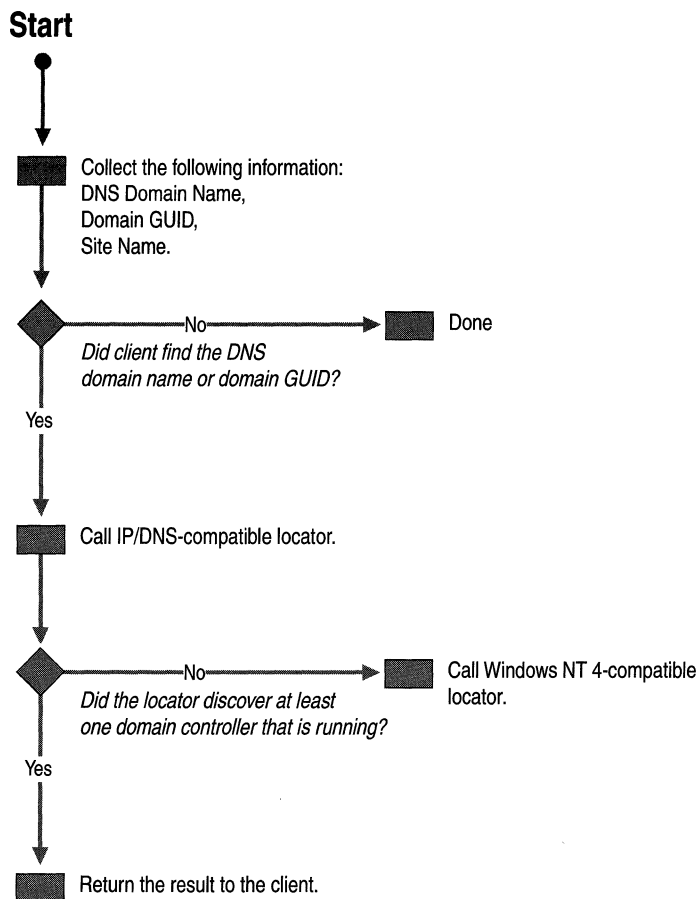 Start
Collect the following information:
DNS Domain Name,
Domain GUID,
Site Name.
No
Done
Did client find the DNS
domain name or domain GUID?
Yes
Call IP/DNS-compatible locator.
No
Call Windows NT 4-compatible
locator.
Did the locator discover at least
one domain controller that is running?
Yes
Return the result to the client.